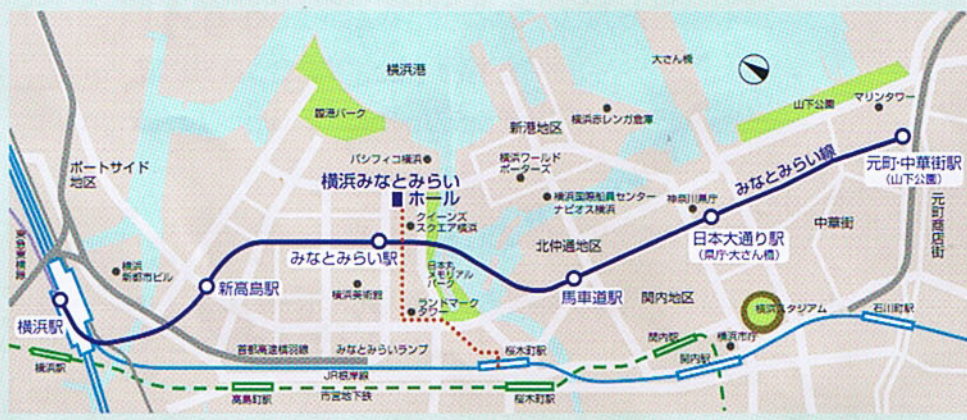 横浜港
大さん橋
臨港パーク
新港地区
横浜赤レンガ倉庫
山下公園
マリンタワー
ポートサイド
地区
パシフィコ横浜
横浜ワールド
ポーターズ
みなとみらい線
元町・中華街駅
(山下公園)
横浜みなとみらい
ホール
横浜国際船員センター
ナビオス横浜
神奈川県庁
クイーンズ
スクエア横浜
日本大通り駅
(県庁・大さん橋)
中華街
元町商店街
東急東横線
北仲通地区
みなとみらい駅
日本丸
メモリアル
パーク
横浜
新都市ビル
新高島駅
横浜美術館
馬車道駅
関内地区
ランドマーク
タワー
横浜スタジアム
横浜駅
石川町駅
首都高速横羽線
みなとみらいランプ
桜木町駅
関内駅
横浜市庁
関内駅
横浜駅
JR根岸線
高島町駅
市営地下鉄
桜木町駅